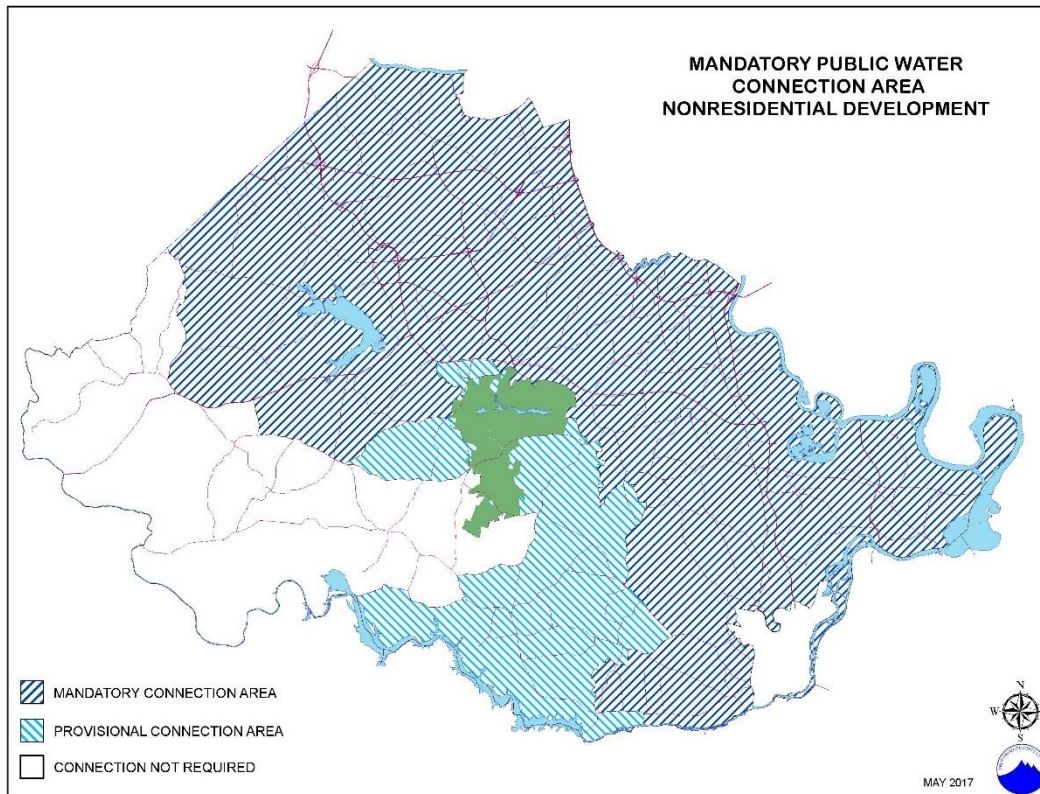 MANDATORY PUBLIC WATER
CONNECTION AREA
NONRESIDENTIAL DEVELOPMENT
MANDATORY CONNECTION AREA
PROVISIONAL CONNECTION AREA
CONNECTION NOT REQUIRED
N
W
S
MAY 2017